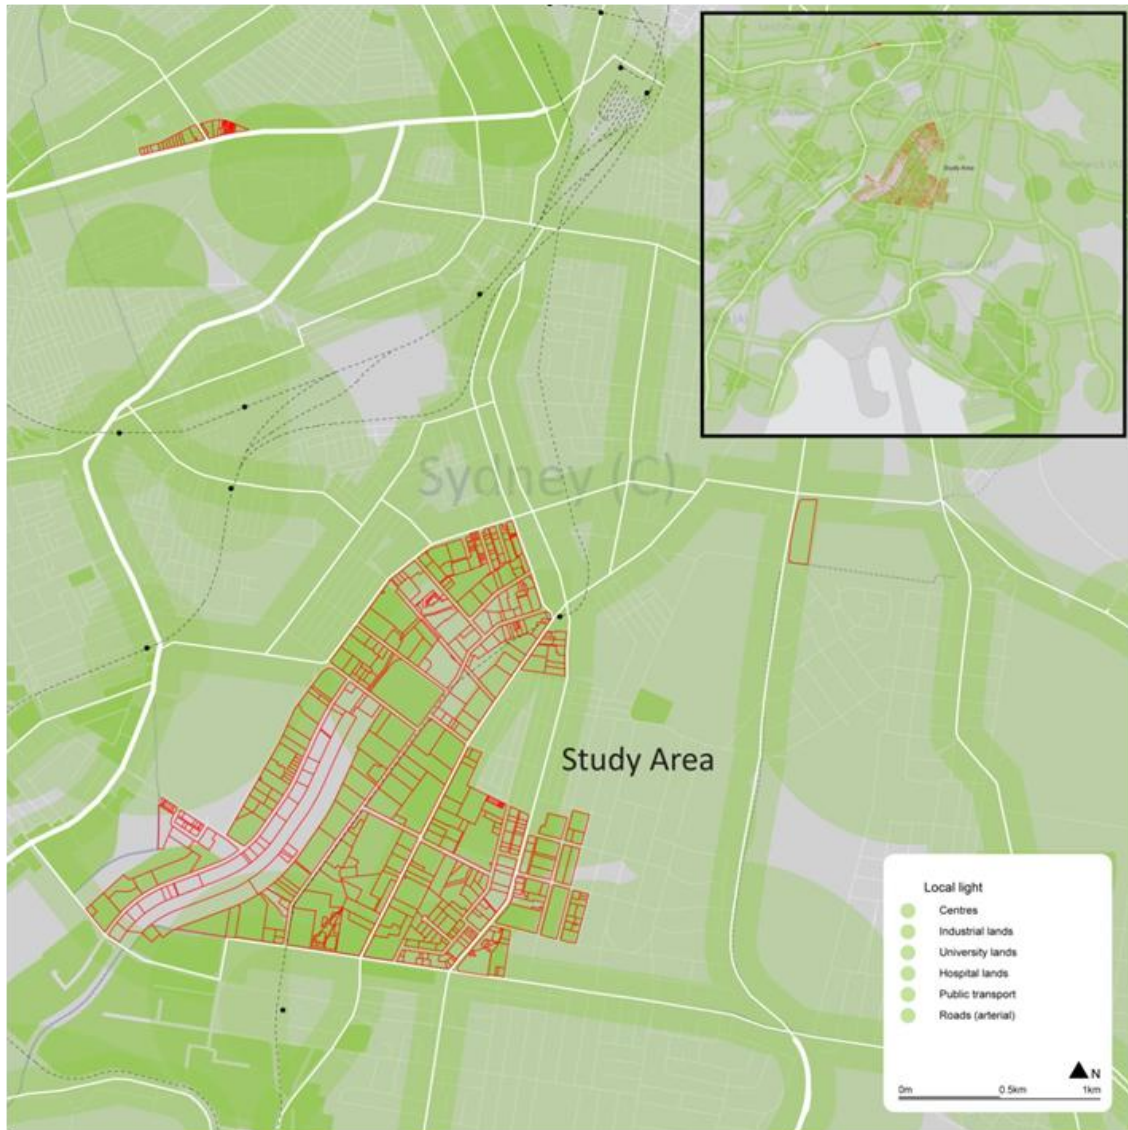 Study Area
Sydney (C)
Study Area
Local light
Centres
Industrial lands
University lands
Hospital lands
Public transport
Roads (arterial)
N
0m
0.5km
1km